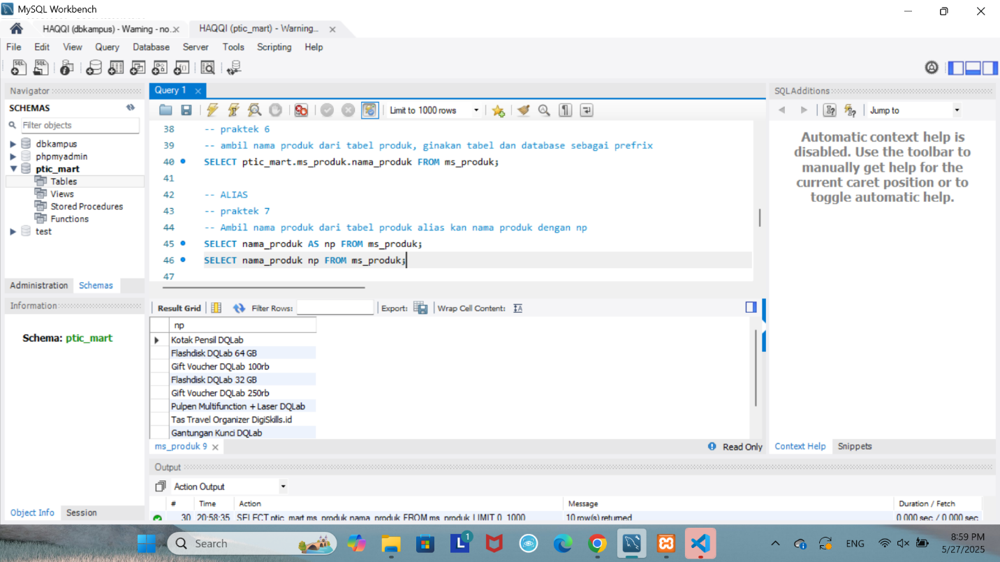 MySQL Workbench
HAQQI (dbkampus) - Warning - no...
HAQQI (ptic_mart) - Warning...
File Edit View Query Database Server Tools Scripting Help
Navigator
SCHEMAS
Filter objects
dbkampus
phpmyadmin
ptic_mart
Tables
Views
Stored Procedures
Functions
test
Administration Schemas
Information
Schema: ptic_mart
Object Info Session
Query 1
Limit to 1000 rows
38 -- praktek 6
39 -- ambil nama produk dari tabel produk, ginakan tabel dan database sebagai prefrix
40 SELECT ptic_mart.ms_produk.nama_produk FROM ms_produk;
41
42 -- ALIAS
43 -- praktek 7
44 -- Ambil nama produk dari tabel produk alias kan nama produk dengan np
45 SELECT nama_produk AS np FROM ms_produk;
46 SELECT nama_produk np FROM ms_produk;
47
Result Grid Filter Rows: Export: Wrap Cell Content:
np
Kotak Pensil DQLab
Flashdisk DQLab 64 GB
Gift Voucher DQLab 100rb
Flashdisk DQLab 32 GB
Gift Voucher DQLab 250rb
Pulpen Multifunction + Laser DQLab
Tas Travel Organizer DigiSkills.id
Gantungan Kunci DQLab
ms_produk 9
Read Only
Output
Action Output
# Time Action Message Duration / Fetch
30 20:58:35 SELECT ptic_mart.ms_produk.nama_produk FROM ms_produk LIMIT 0, 1000 10 row(s) returned 0.000 sec / 0.000 sec
SQLAdditions
Jump to
Automatic context help is
disabled. Use the toolbar to
manually get help for the
current caret position or to
toggle automatic help.
Context Help Snippets
Search
1
ENG
8:59 PM
5/27/2025